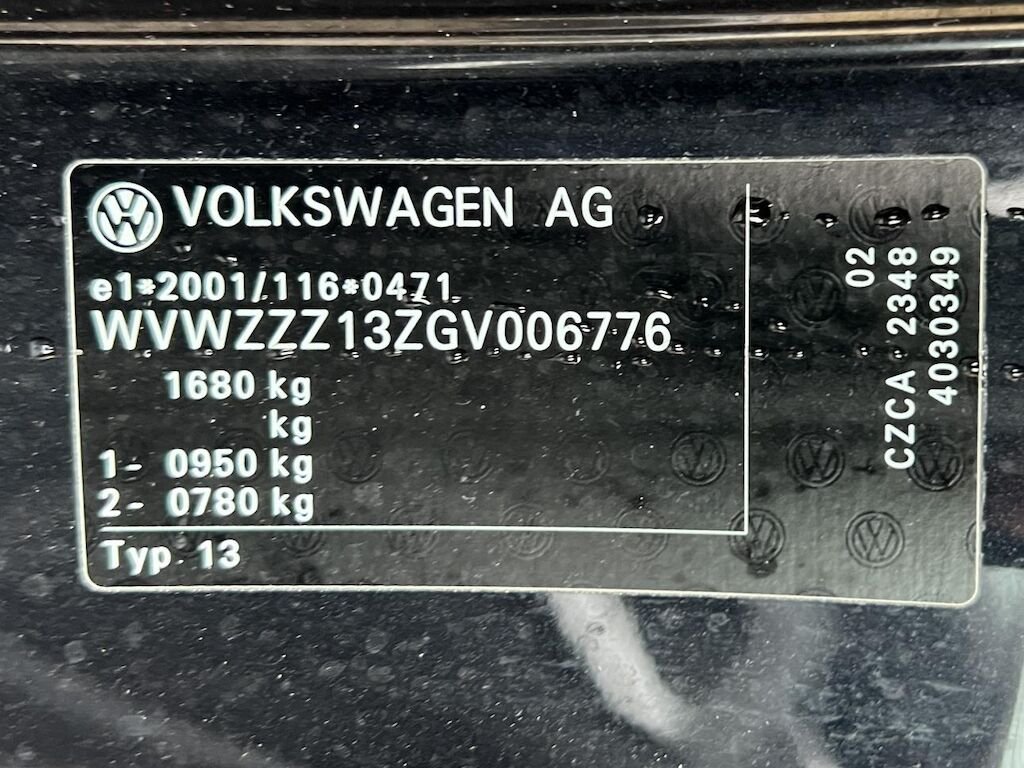 VOLKSWAGEN AG
e1*2001/116*0471
WVWZZZ13ZGV006776
1680 kg
kg
1- 0950 kg
2- 0780 kg
Typ 13
02
CZCA 2348
4030349